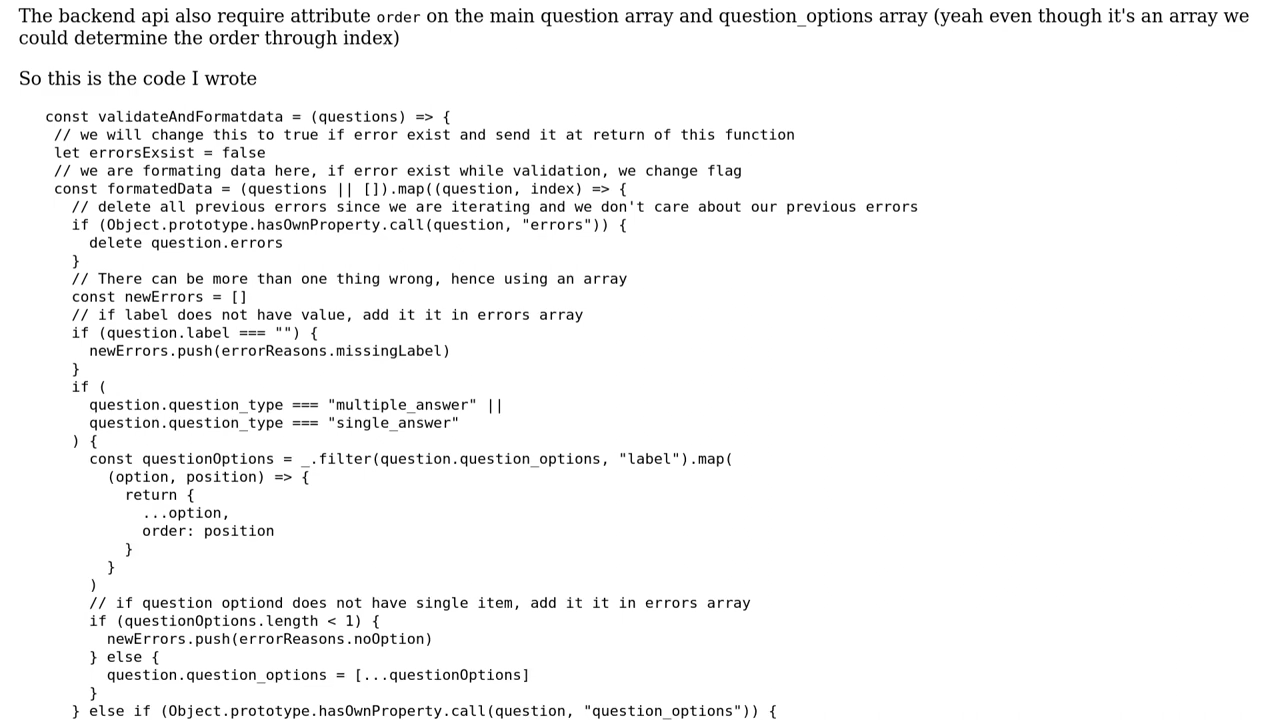 The backend api also require attribute order on the main question array and question_options array (yeah even though it's an array we
could determine the order through index)
So this is the code I wrote
const validateAndFormatdata = (questions) => {
// we will change this to true if error exist and send it at return of this function
let errorsExsist = false
// we are formating data here, if error exist while validation, we change flag
const formatedData = (questions || []).map((question, index) => {
// delete all previous errors since we are iterating and we don't care about our previous errors
if (Object.prototype.hasOwnProperty.call(question, "errors")) {
delete question.errors
}
// There can be more than one thing wrong, hence using an array
const newErrors = []
// if label does not have value, add it it in errors array
if (question.label === "") {
newErrors.push(errorReasons.missingLabel)
}
if (
question.question_type === "multiple_answer" ||
question.question_type === "single_answer"
) {
const questionOptions = _.filter(question.question_options, "label").map(
(option, position) => {
return {
...option,
order: position
}
}
)
// if question optiond does not have single item, add it it in errors array
if (questionOptions.length < 1) {
newErrors.push(errorReasons.noOption)
} else {
question.question_options = [...questionOptions]
}
} else if (Object.prototype.hasOwnProperty.call(question, "question_options")) {